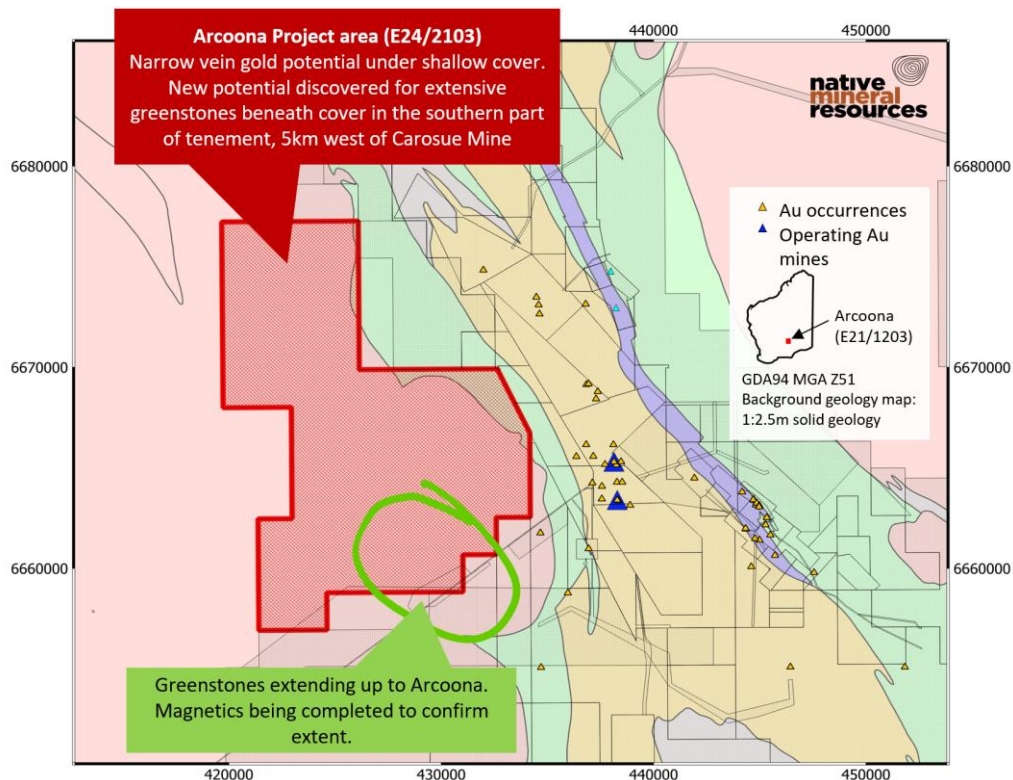 Arcoona Project area (E24/2103)
Narrow vein gold potential under shallow cover.
New potential discovered for extensive
greenstones beneath cover in the southern part
of tenement, 5km west of Carosue Mine
440000
450000
native
mineral
resources
6680000
6680000
Au occurrences
Operating Au
mines
Arcoona
(E21/1203)
GDA94 MGA Z51
Background geology map:
1:2.5m solid geology
6670000
6670000
6660000
6660000
Greenstones extending up to Arcoona.
Magnetics being completed to confirm
extent.
420000
430000
440000
450000